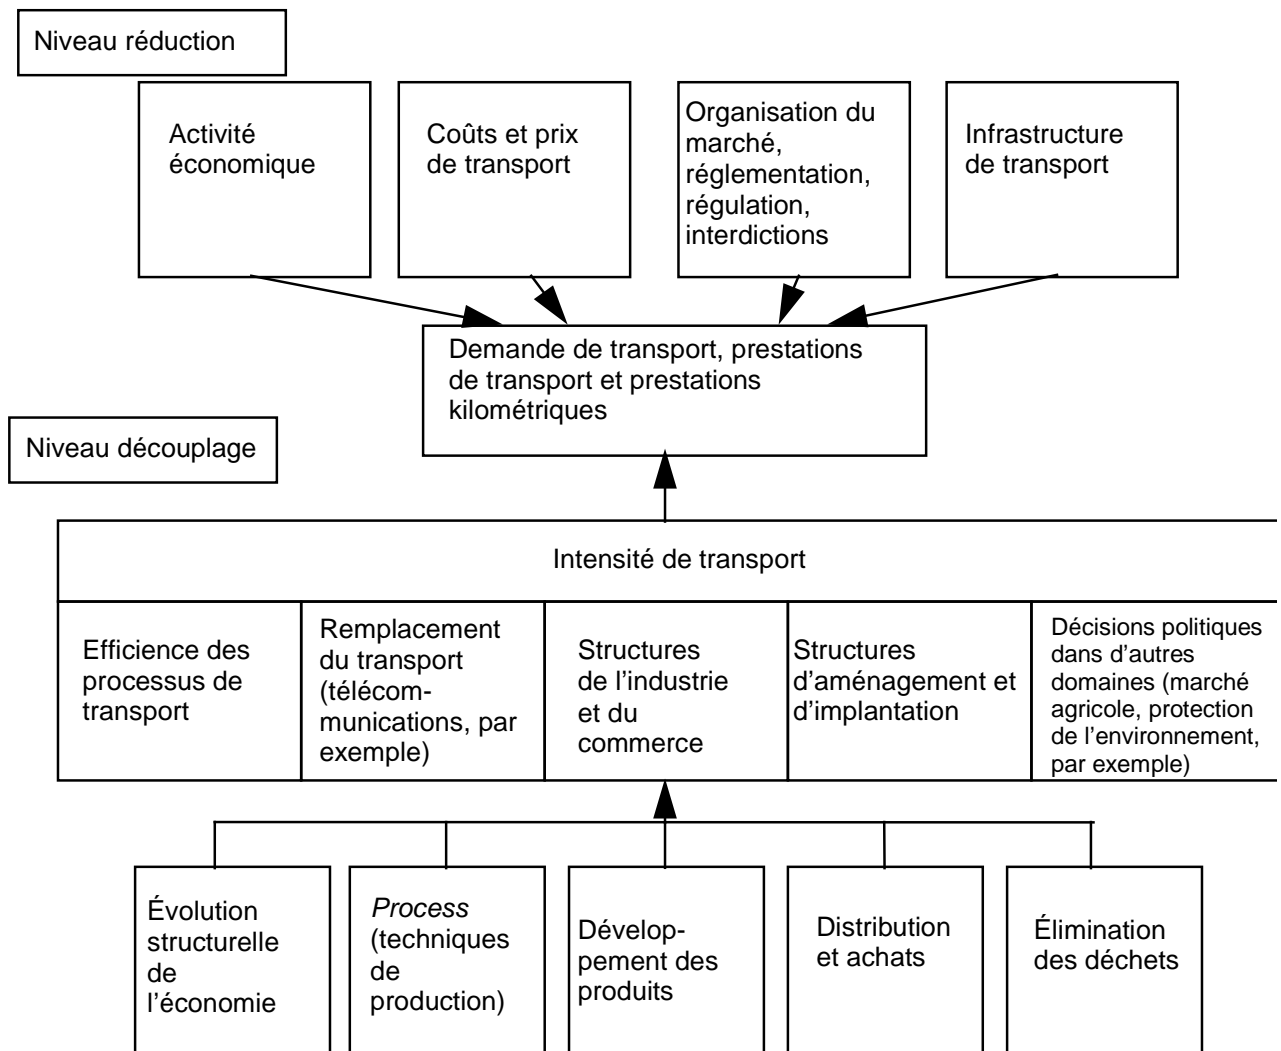 Niveau réduction
Activité
économique
Coûts et prix
de transport
Organisation du
marché,
réglementation,
régulation,
interdictions
Infrastructure
de transport
Demande de transport, prestations
de transport et prestations
kilométriques
Niveau découplage
Intensité de transport
Efficience des
processus de
transport
Remplacement
du transport
(télécom-
munications, par
exemple)
Structures
de l'industrie
et du
commerce
Structures
d'aménagement et
d'implantation
Décisions politiques
dans d'autres
domaines (marché
agricole, protection
de l'environnement,
par exemple)
Évolution
structurelle
de
l'économie
Process
(techniques
de
production)
Dévelop-
pement des
produits
Distribution
et achats
Élimination
des déchets